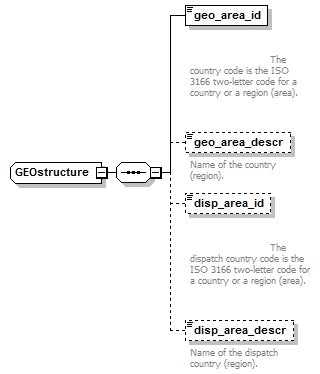 geo_area_id
The
country code is the ISO
3166 two-letter code for a
country or a region (area).
geo_area_descr
Name of the country
(region).
GEOstructure
disp_area_id
The
dispatch country code is the
ISO 3166 two-letter code for
a country or a region (area).
disp_area_descr
Name of the dispatch
country (region).